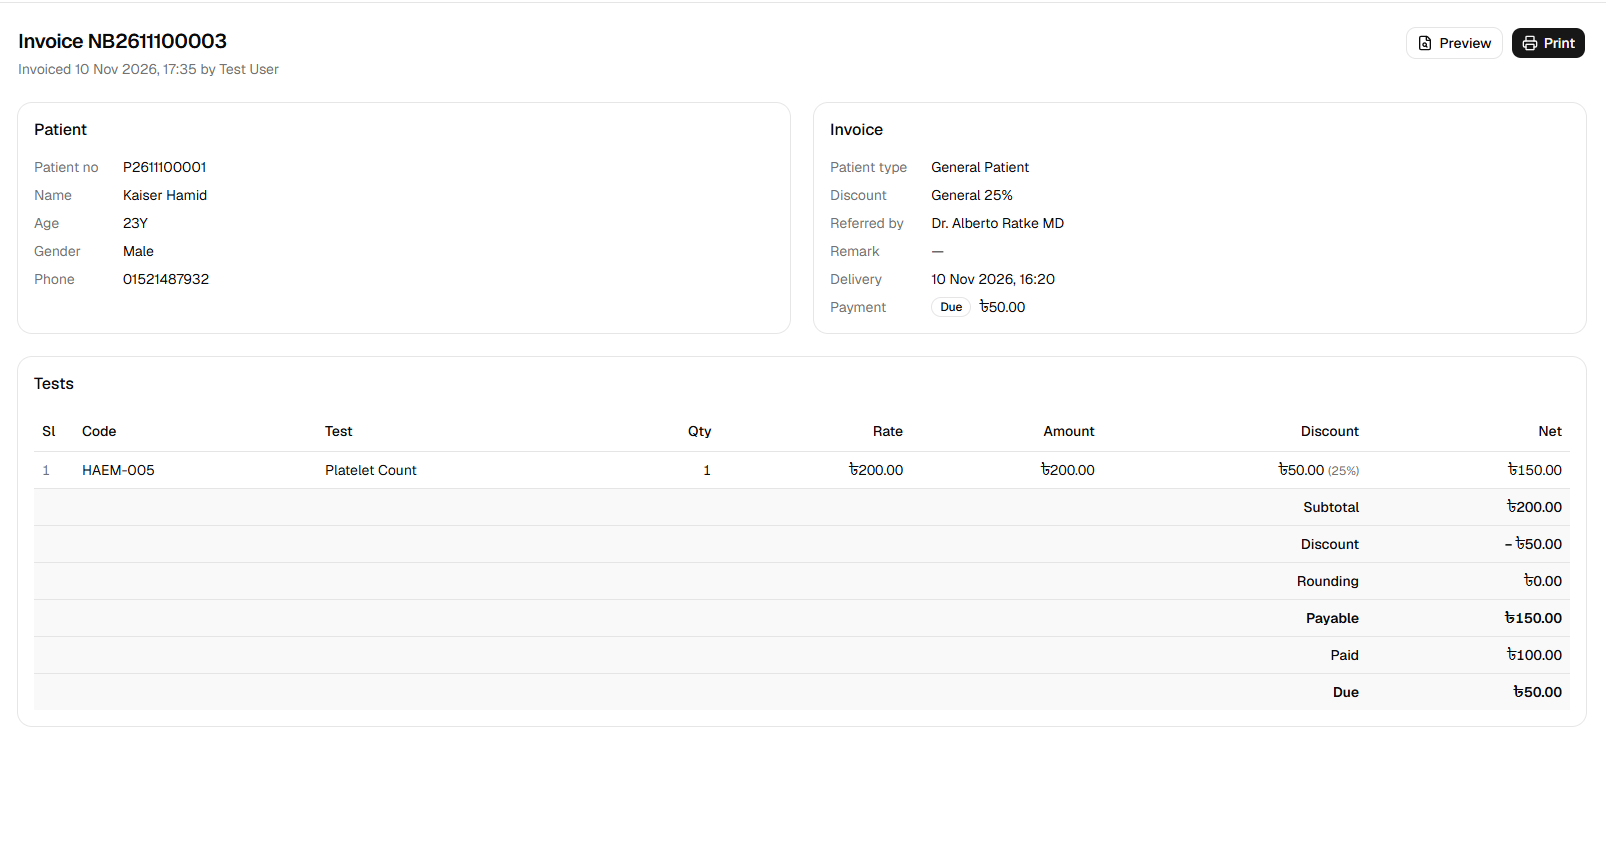 Invoice NB2611100003
Invoiced 10 Nov 2026, 17:35 by Test User
Preview
Print
Patient
Patient no P2611100001
Name Kaiser Hamid
Age 23Y
Gender Male
Phone 01521487932
Invoice
Patient type General Patient
Discount General 25%
Referred by Dr. Alberto Ratke MD
Remark —
Delivery 10 Nov 2026, 16:20
Payment Due ৳50.00
Tests
Sl Code Test Qty Rate Amount Discount Net
1 HAEM-005 Platelet Count 1 ৳200.00 ৳200.00 ৳50.00 (25%) ৳150.00
Subtotal ৳200.00
Discount – ৳50.00
Rounding ৳0.00
Payable ৳150.00
Paid ৳100.00
Due ৳50.00